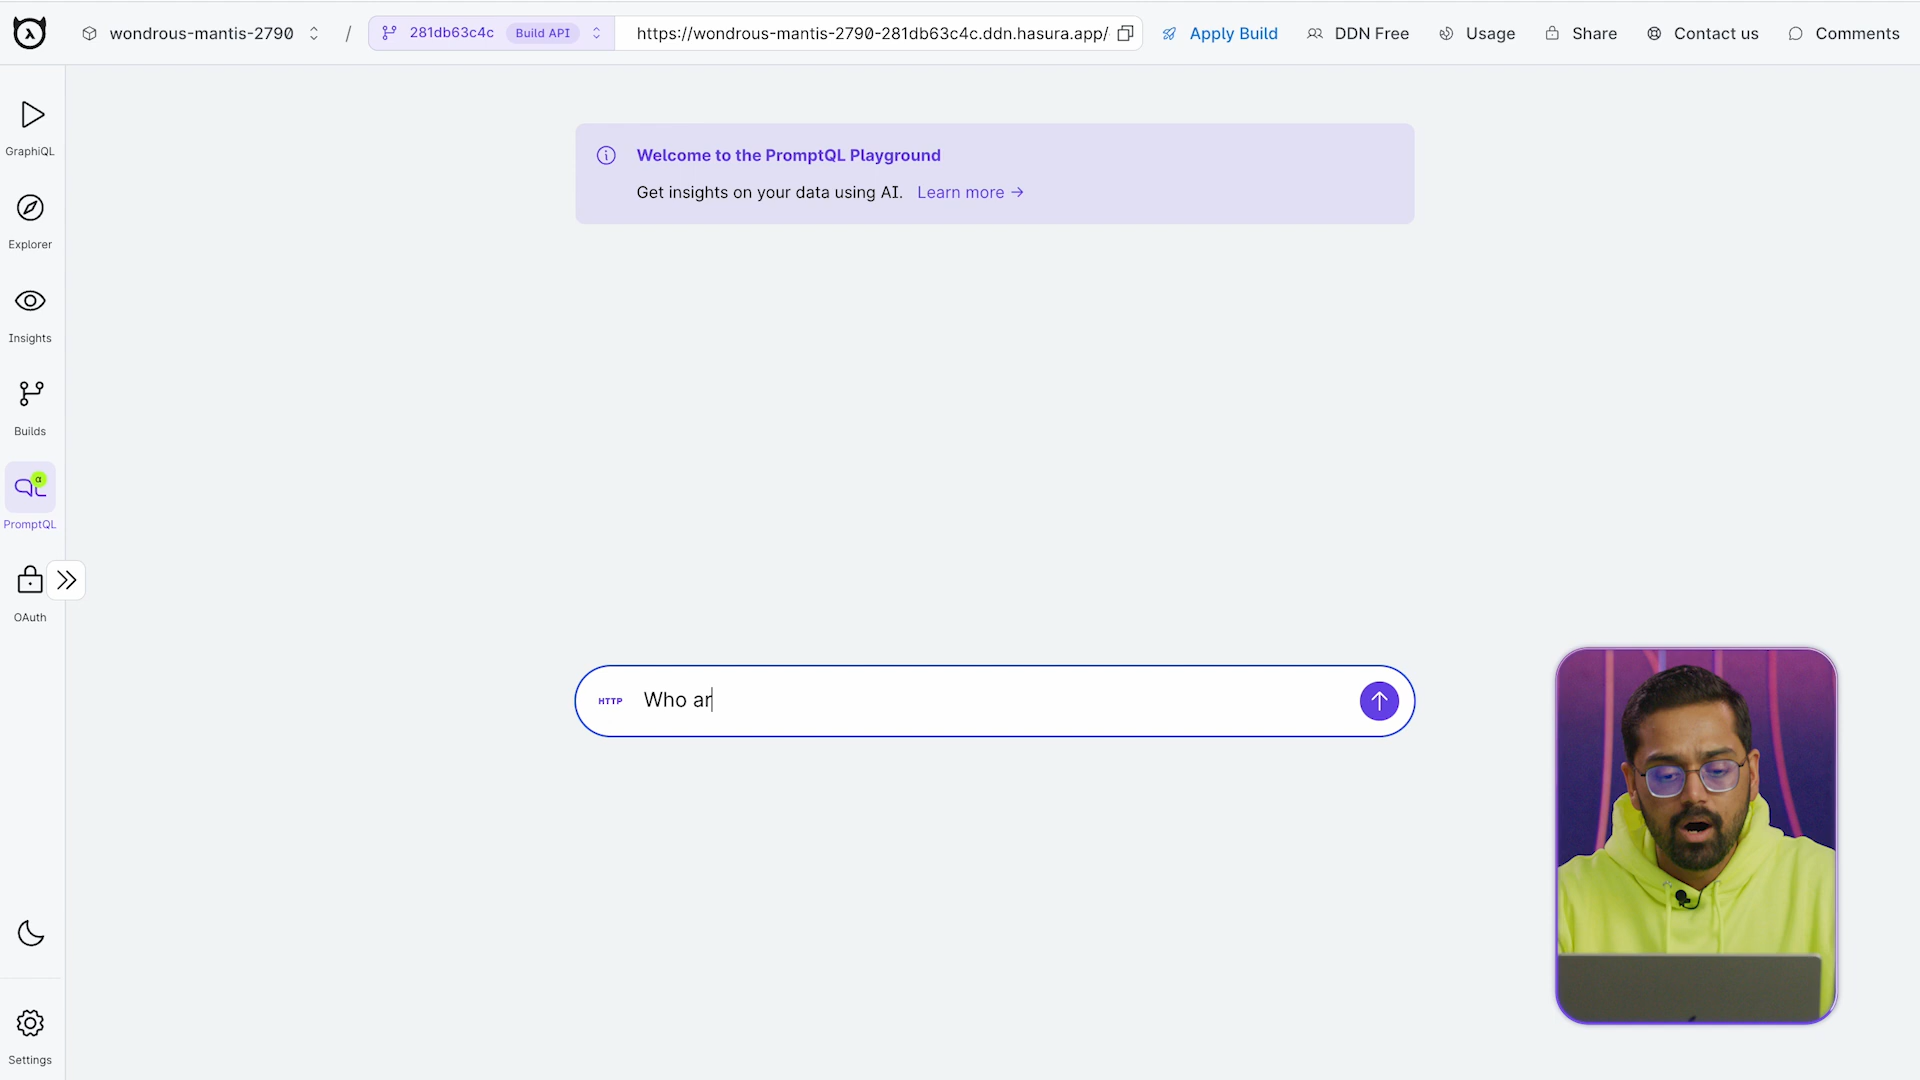 wondrous-mantis-2790 / 281db63c4c Build API https://wondrous-mantis-2790-281db63c4c.ddn.hasura.app/ Apply Build DDN Free Usage Share Contact us Comments
GraphiQL
Explorer
Insights
Builds
α
PromptQL
OAuth
Settings
Welcome to the PromptQL Playground
Get insights on your data using AI. Learn more →
HTTP Who ar